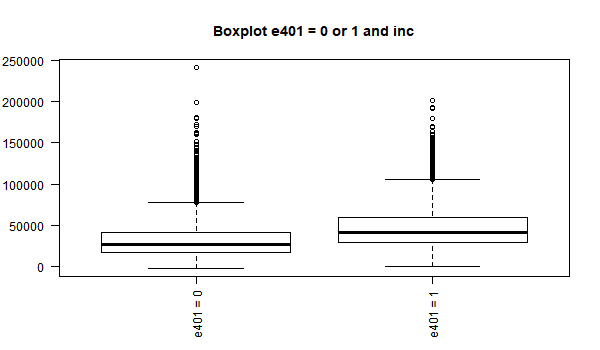 Boxplot e401 = 0 or 1 and inc
250000
200000
150000
100000
50000
0
e401 = 0
e401 = 1